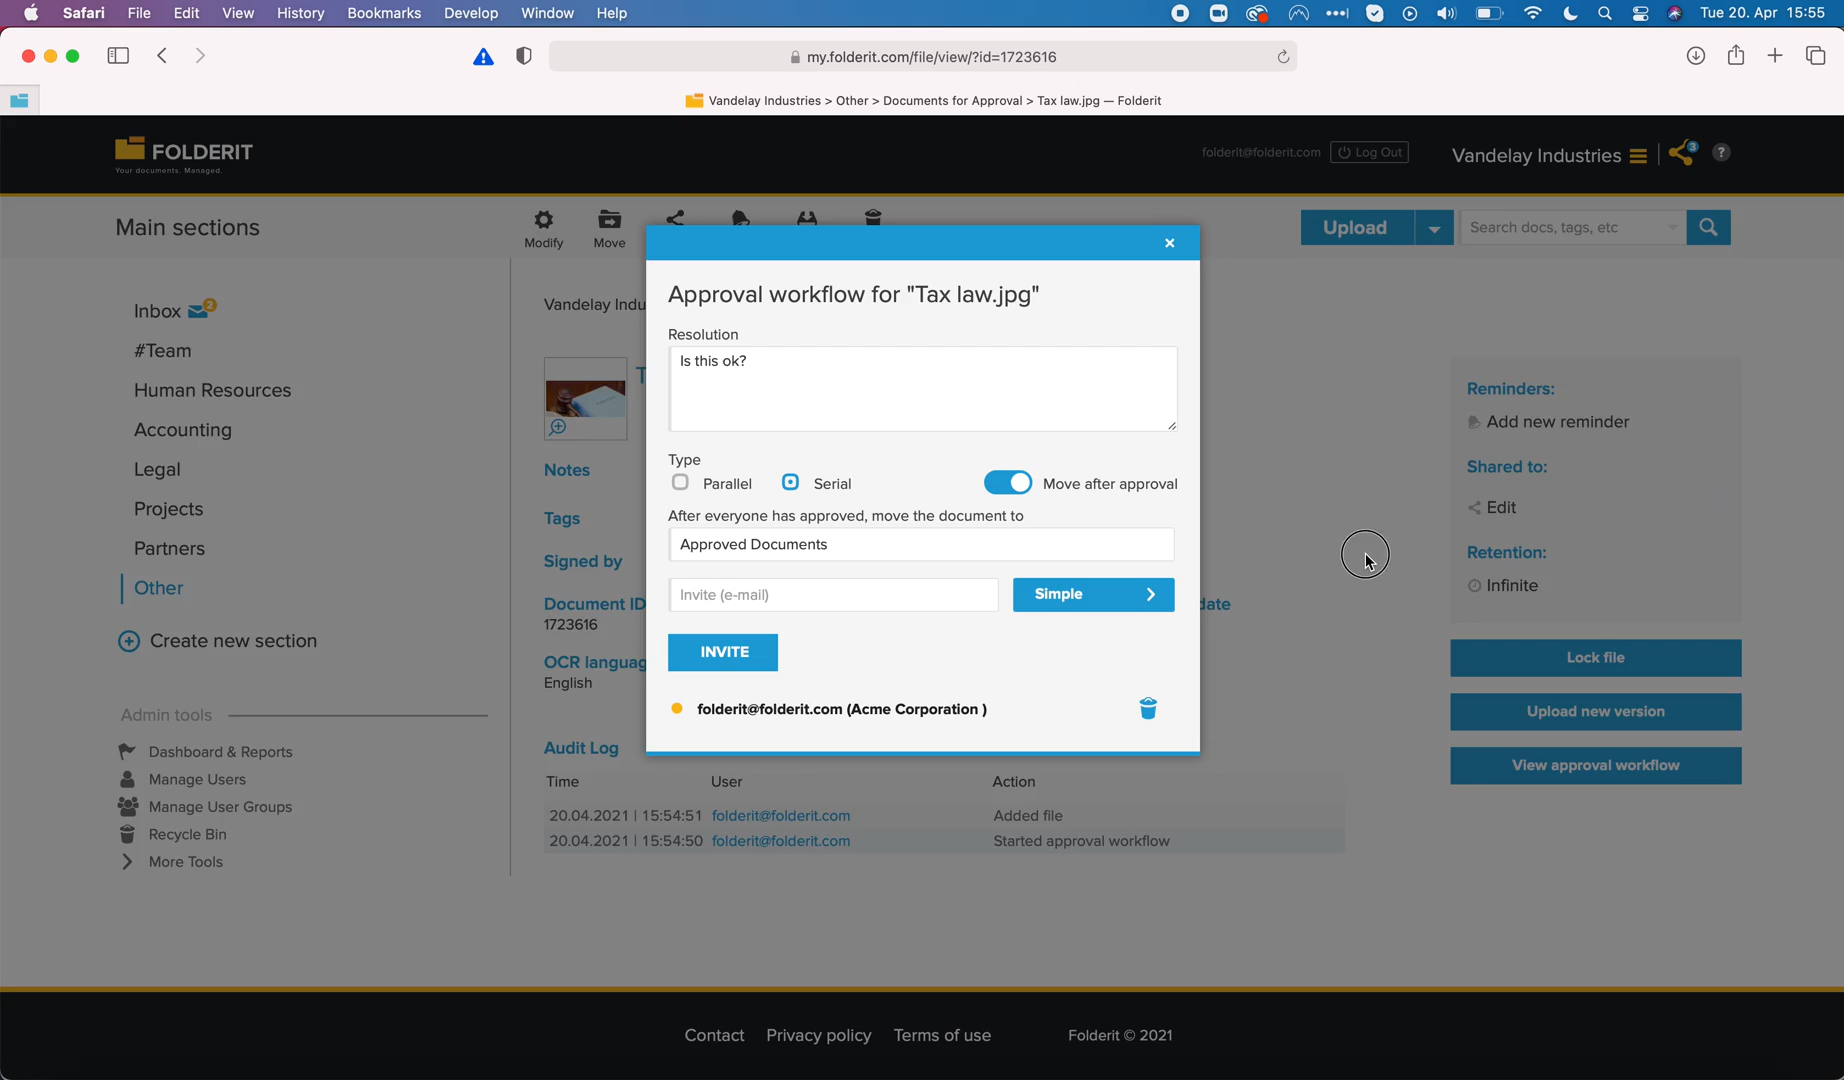 Safari File Edit View History Bookmarks Develop Window Help Tue 20. Apr 15:55
my.folderit.com/file/view/?id=1723616
Vandelay Industries > Other > Documents for Approval > Tax law.jpg — Folderit
FOLDERIT
Your documents. Managed.
folderit@folderit.com Log Out Vandelay Industries 3 ?
Main sections
Modify Move
Upload Search docs, tags, etc
Inbox 2
#Team
Human Resources
Accounting
Legal
Projects
Partners
Other
Create new section
Admin tools
Dashboard & Reports
Manage Users
Manage User Groups
Recycle Bin
More Tools
Vandelay Indu
T
Notes
Tags
Signed by
Document ID
1723616
OCR languag
English
date
Approval workflow for "Tax law.jpg"
Resolution
Is this ok?
Type
Parallel Serial Move after approval
After everyone has approved, move the document to
Approved Documents
Invite (e-mail) Simple
INVITE
folderit@folderit.com (Acme Corporation )
Audit Log
Time User Action
20.04.2021 | 15:54:51 folderit@folderit.com Added file
20.04.2021 | 15:54:50 folderit@folderit.com Started approval workflow
Reminders:
Add new reminder
Shared to:
Edit
Retention:
Infinite
Lock file
Upload new version
View approval workflow
Contact Privacy policy Terms of use Folderit © 2021